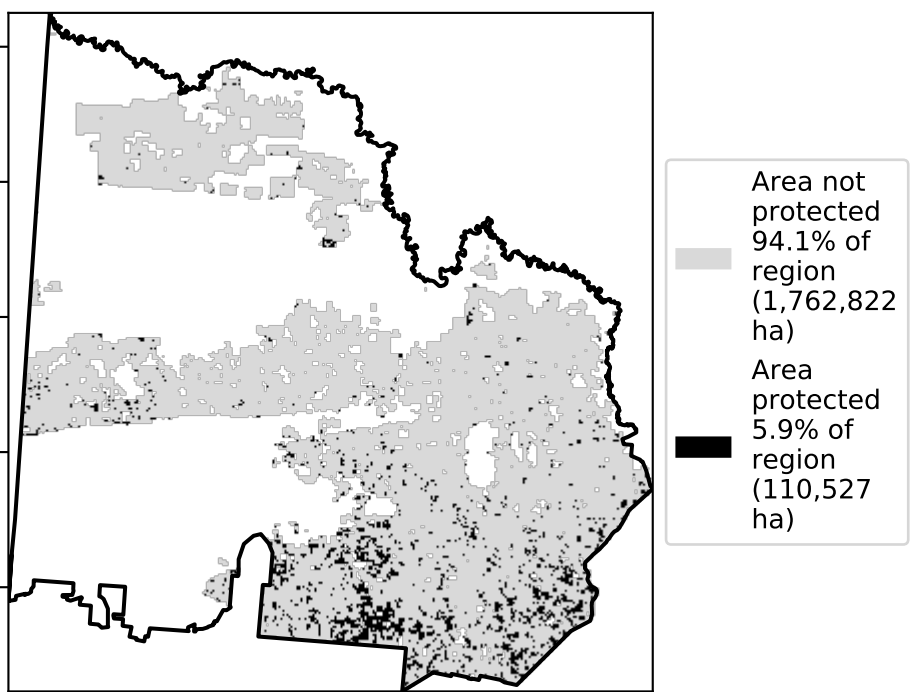 Area not
protected
94.1% of
region
(1,762,822
ha)
Area
protected
5.9% of
region
(110,527
ha)